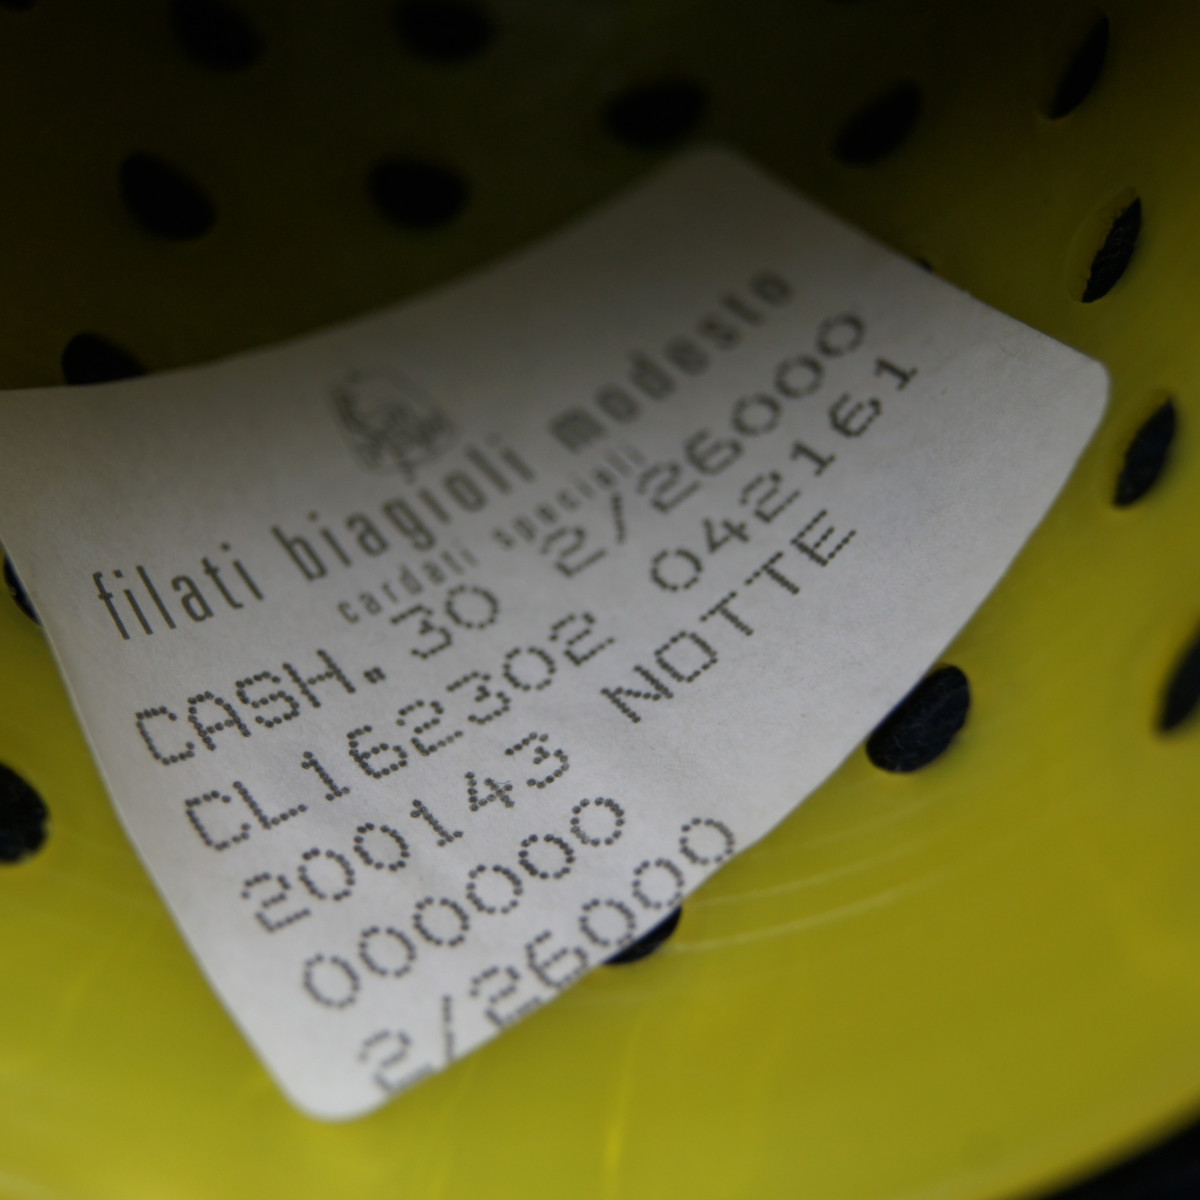 filati biagioli modesto
cardati speciali
CASH.30 2/26000
CL162302 042161
200143 NOTTE
000000
2/26000